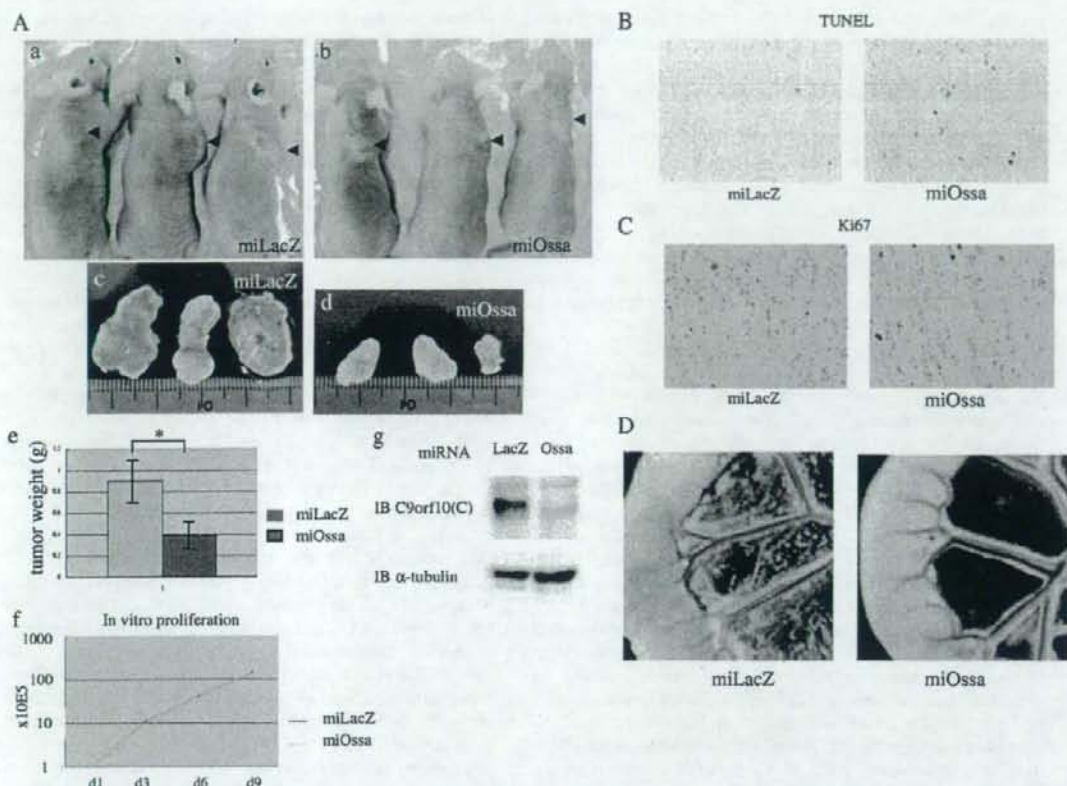 A
a
b
miLacZ
miOssa
c
miLacZ
d
miOssa
e
tumor weight (g)
*
miLacZ
miOssa
f
In vitro proliferation
x10E5
1000
100
10
1
d1 d3 d6 d9
miLacZ
miOssa
g
miRNA LacZ Ossa
IB C9orf10(C)
IB α-tubulin
B
TUNEL
miLacZ
miOssa
C
Ki67
miLacZ
miOssa
D
miLacZ
miOssa